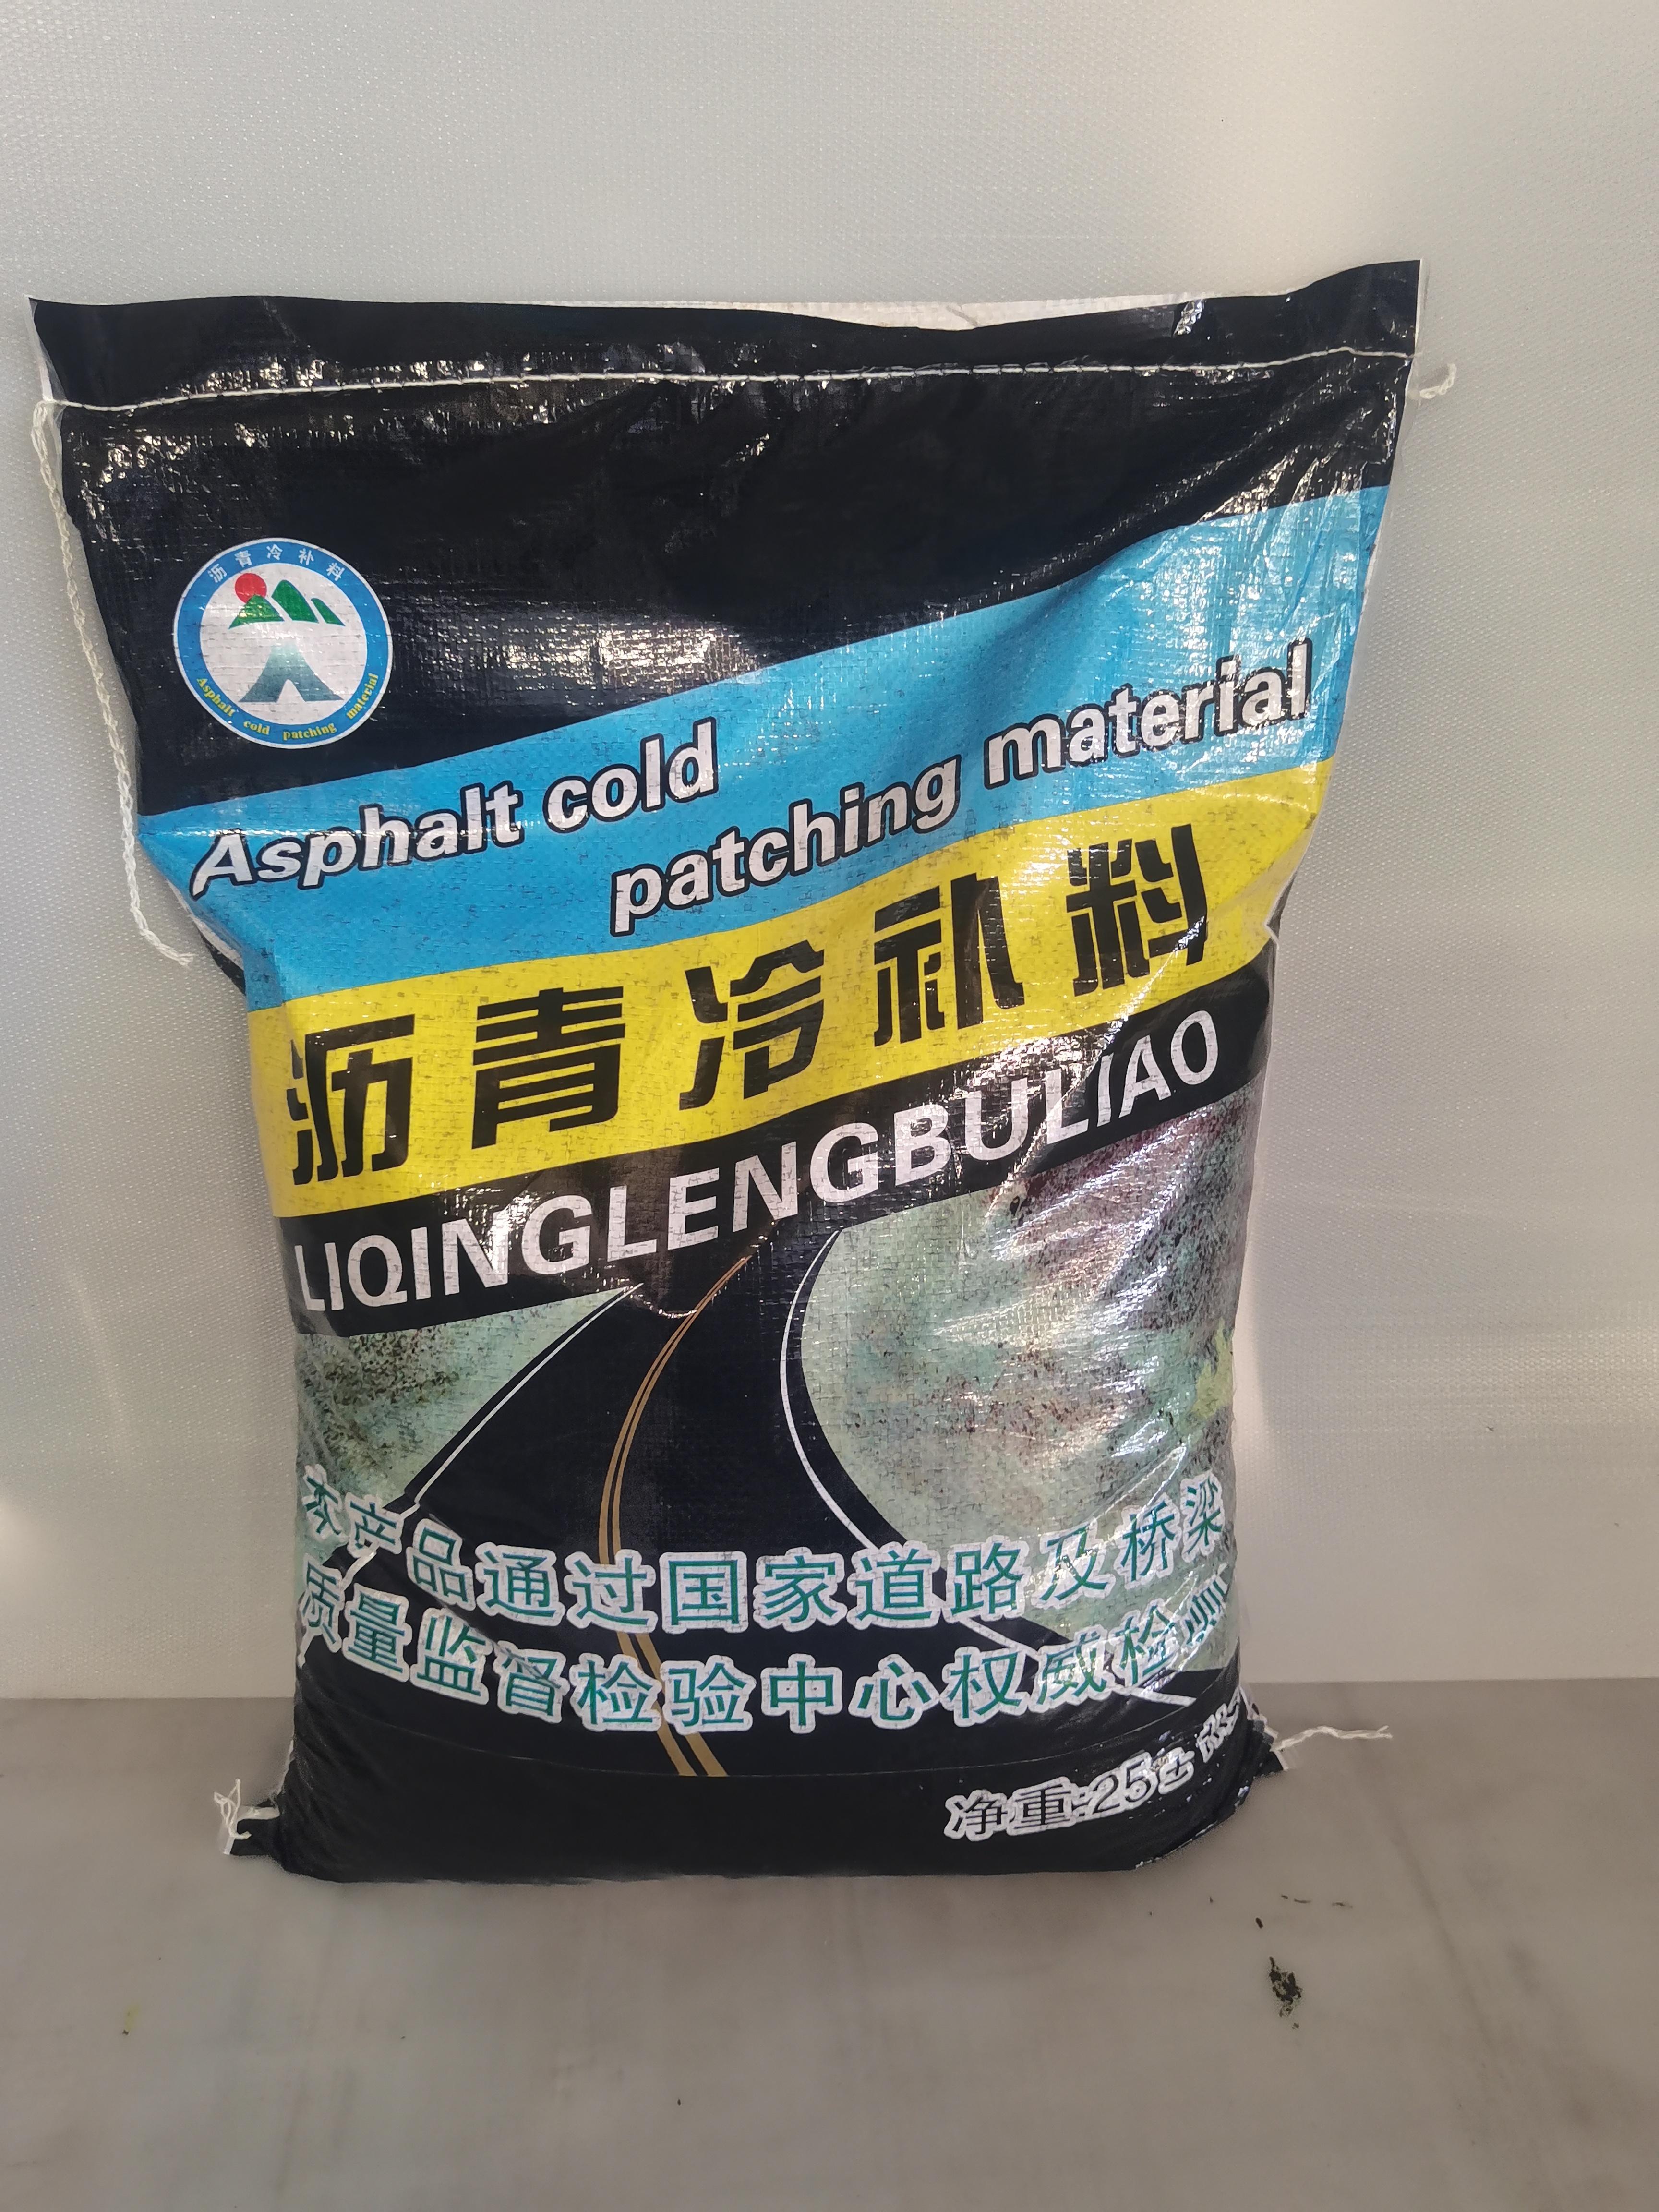 沥青冷补料
Asphalt cold patching material
Asphalt cold
patching material
沥青冷补料
LIQINGLENGBULIAO
本产品通过国家道路及桥梁
质量监督检验中心权威检测
净重:25±